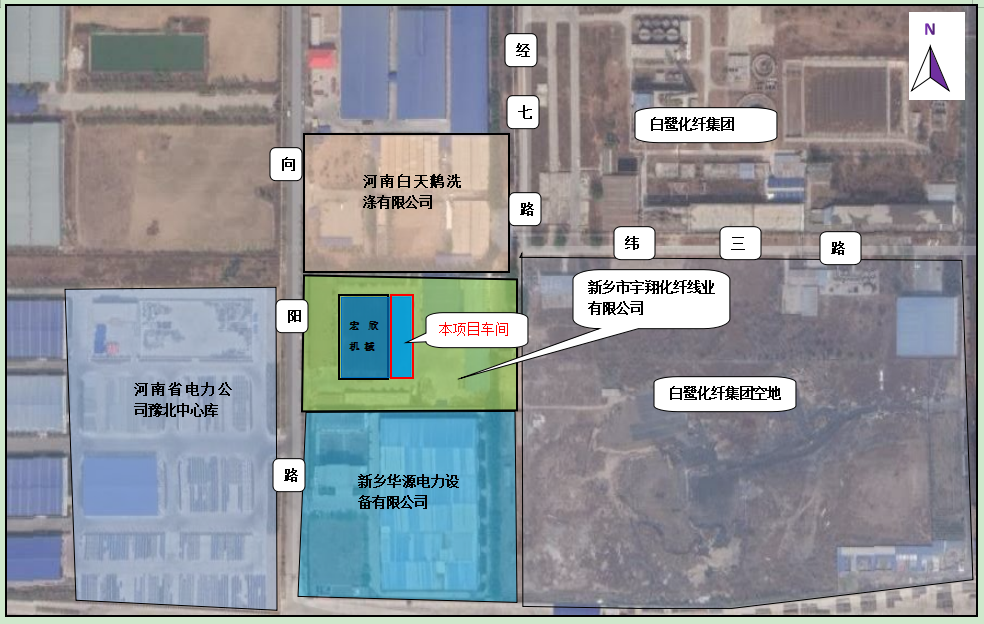 N
经
七
路
白鹭化纤集团
向
阳
路
河南白天鹅洗
涤有限公司
纬
三
路
新乡市宇翔化纤线业
有限公司
宏 欣
机 械
本项目车间
河南省电力公
司豫北中心库
白鹭化纤集团空地
新乡华源电力设
备有限公司